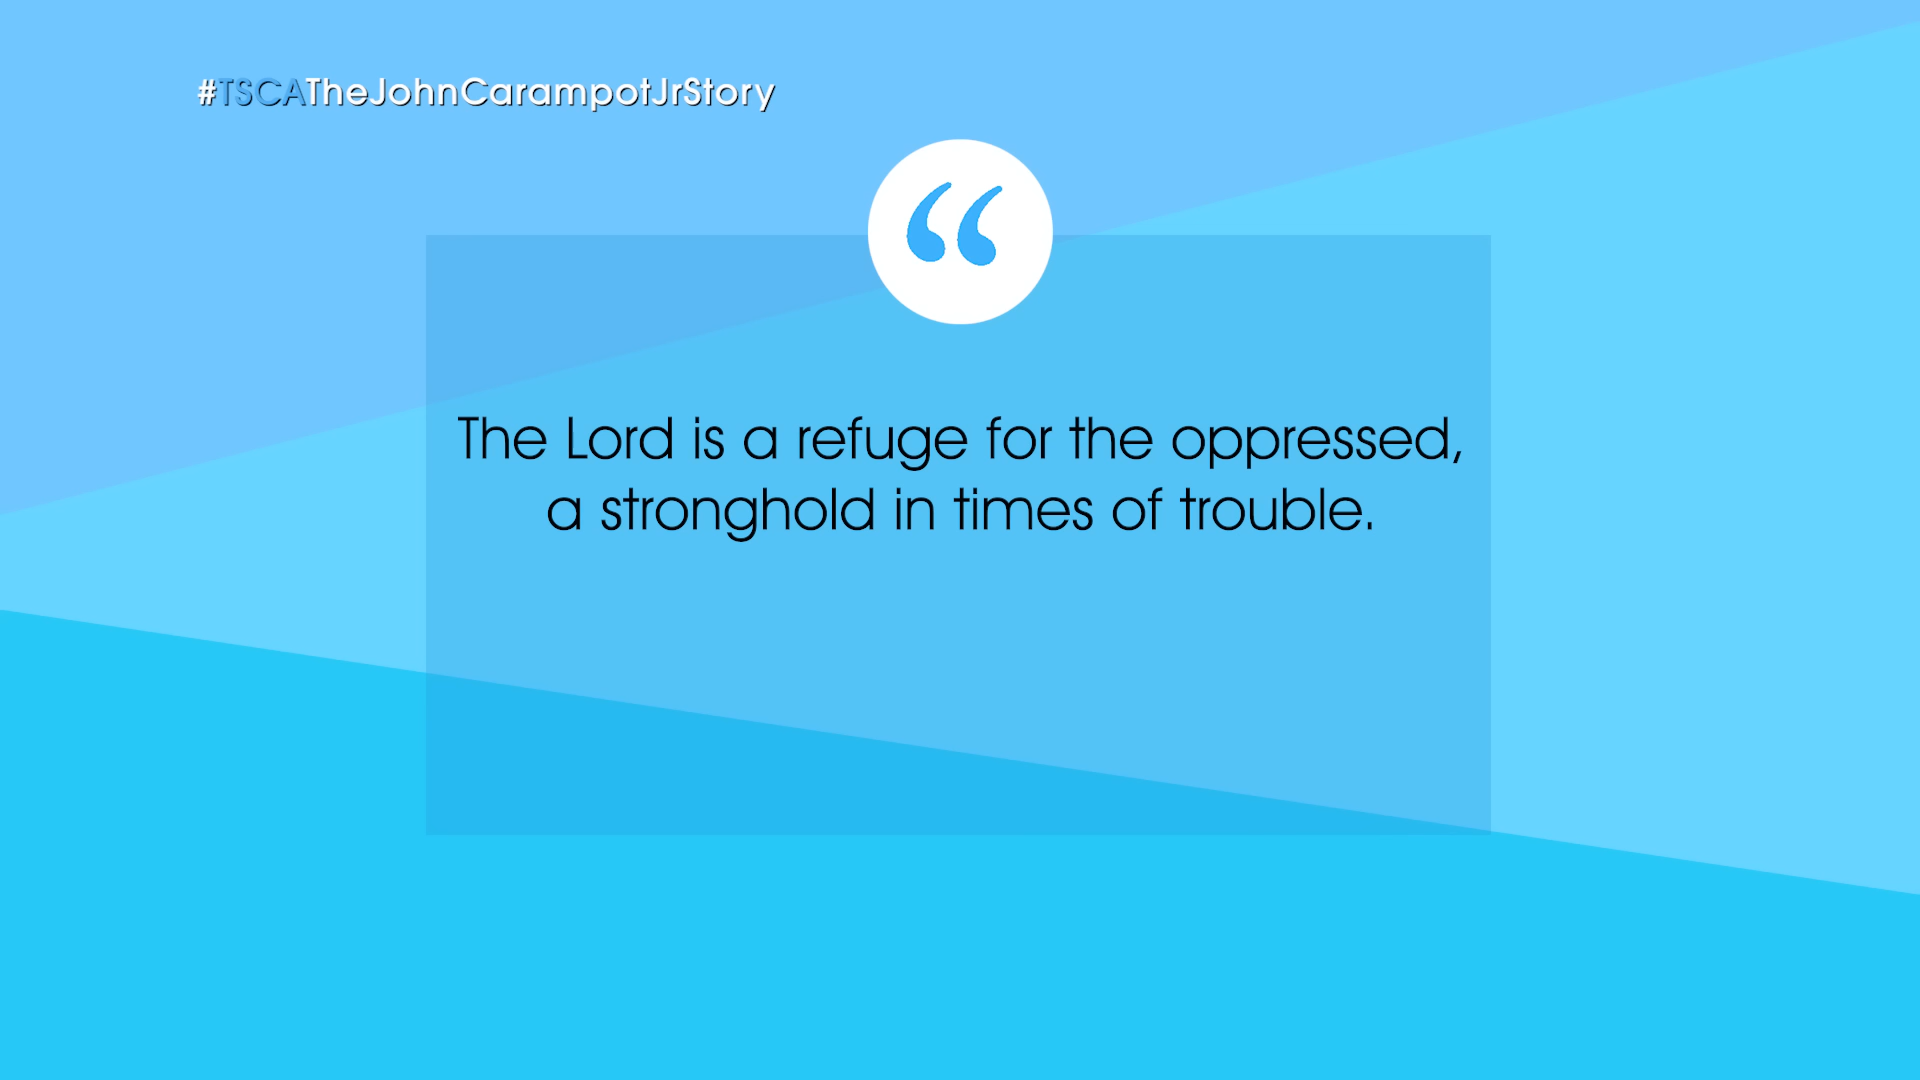 #TSCATheJohnCarampotJrStory
“
The Lord is a refuge for the oppressed,
a stronghold in times of trouble.